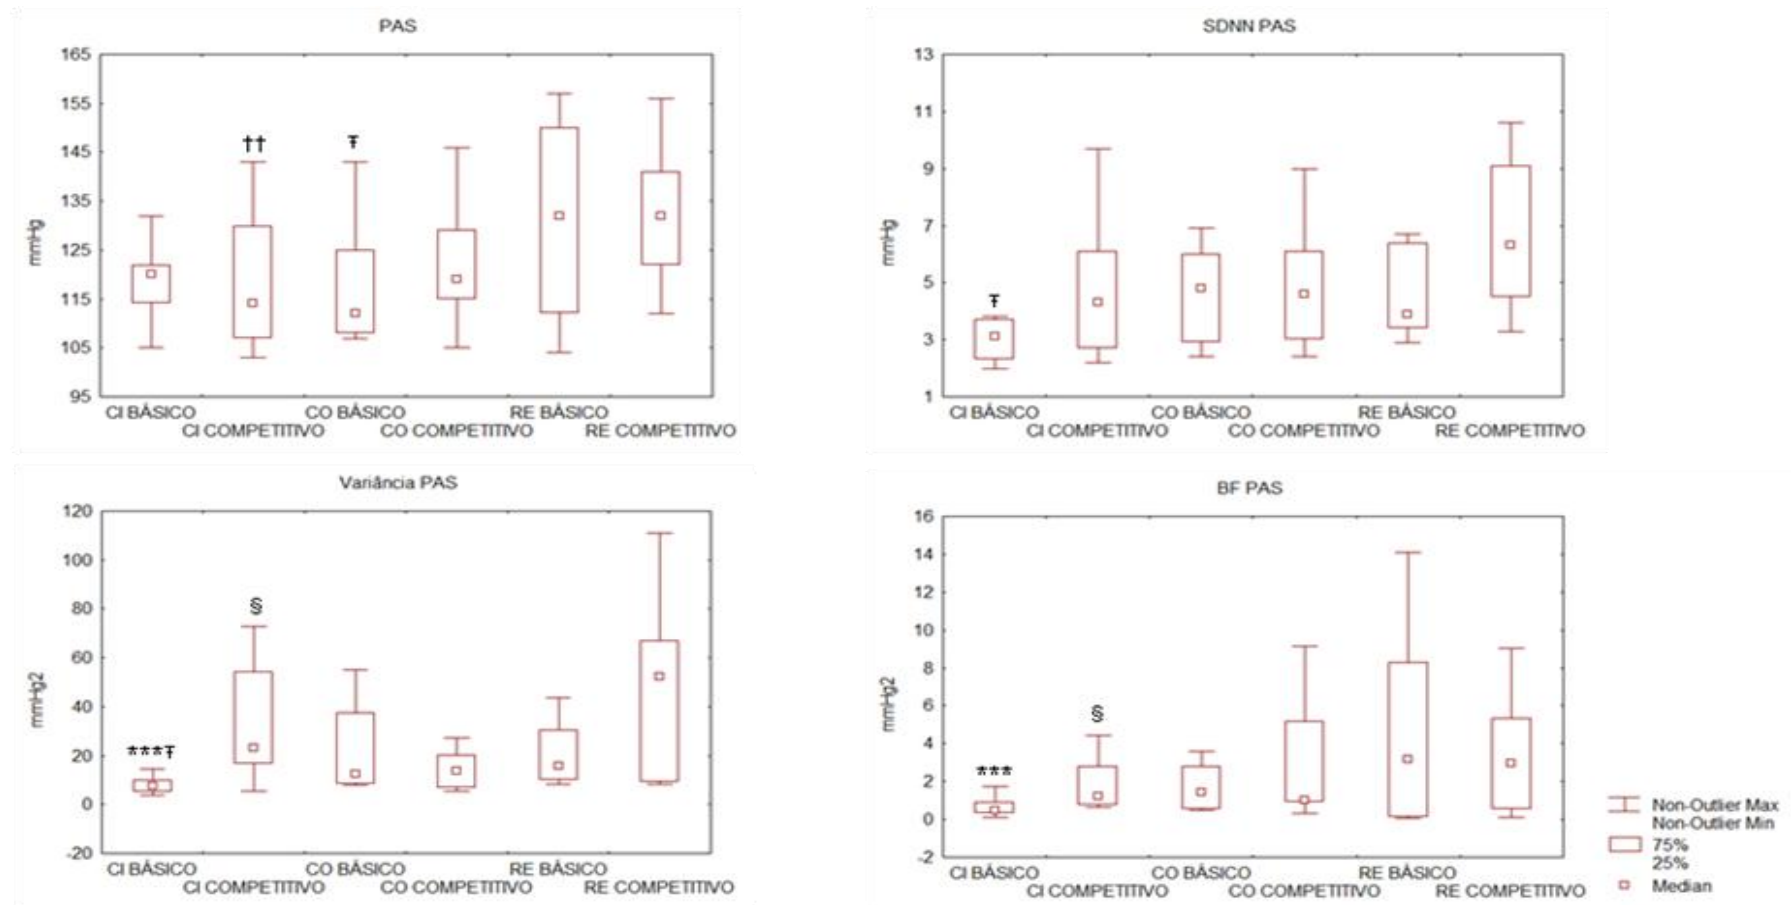 PAS
165
155
145
135
125
115
105
95
mmHg
††
Ŧ
CI BÁSICO
CI COMPETITIVO
CO BÁSICO
CO COMPETITIVO
RE BÁSICO
RE COMPETITIVO
SDNN PAS
13
11
9
7
5
3
1
mmHg
Ŧ
CI BÁSICO
CI COMPETITIVO
CO BÁSICO
CO COMPETITIVO
RE BÁSICO
RE COMPETITIVO
Variância PAS
120
100
80
60
40
20
0
-20
mmHg2
***Ŧ
§
CI BÁSICO
CI COMPETITIVO
CO BÁSICO
CO COMPETITIVO
RE BÁSICO
RE COMPETITIVO
BF PAS
16
14
12
10
8
6
4
2
0
-2
mmHg2
***
§
CI BÁSICO
CI COMPETITIVO
CO BÁSICO
CO COMPETITIVO
RE BÁSICO
RE COMPETITIVO
Non-Outlier Max
Non-Outlier Min
75%
25%
Median